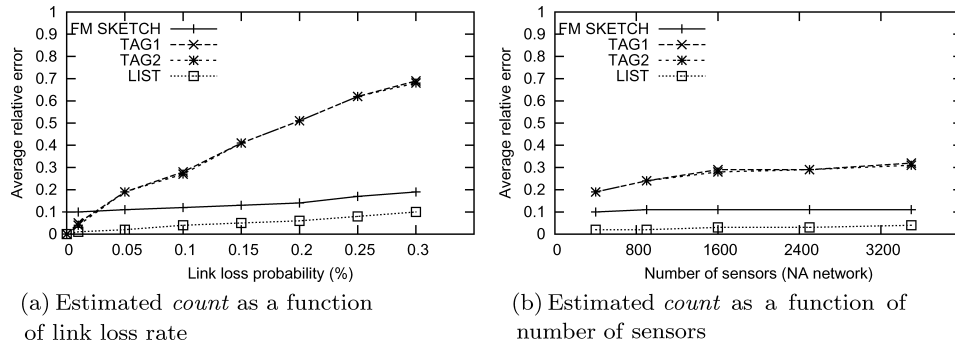 FM SKETCH
TAG1
TAG2
LIST
Average relative error
1
0.9
0.8
0.7
0.6
0.5
0.4
0.3
0.2
0.1
0
0 0.05 0.1 0.15 0.2 0.25 0.3
Link loss probability (%)
(a) Estimated count as a function
of link loss rate
FM SKETCH
TAG1
TAG2
LIST
Average relative error
1
0.9
0.8
0.7
0.6
0.5
0.4
0.3
0.2
0.1
0
0 800 1600 2400 3200
Number of sensors (NA network)
(b) Estimated count as a function of
number of sensors